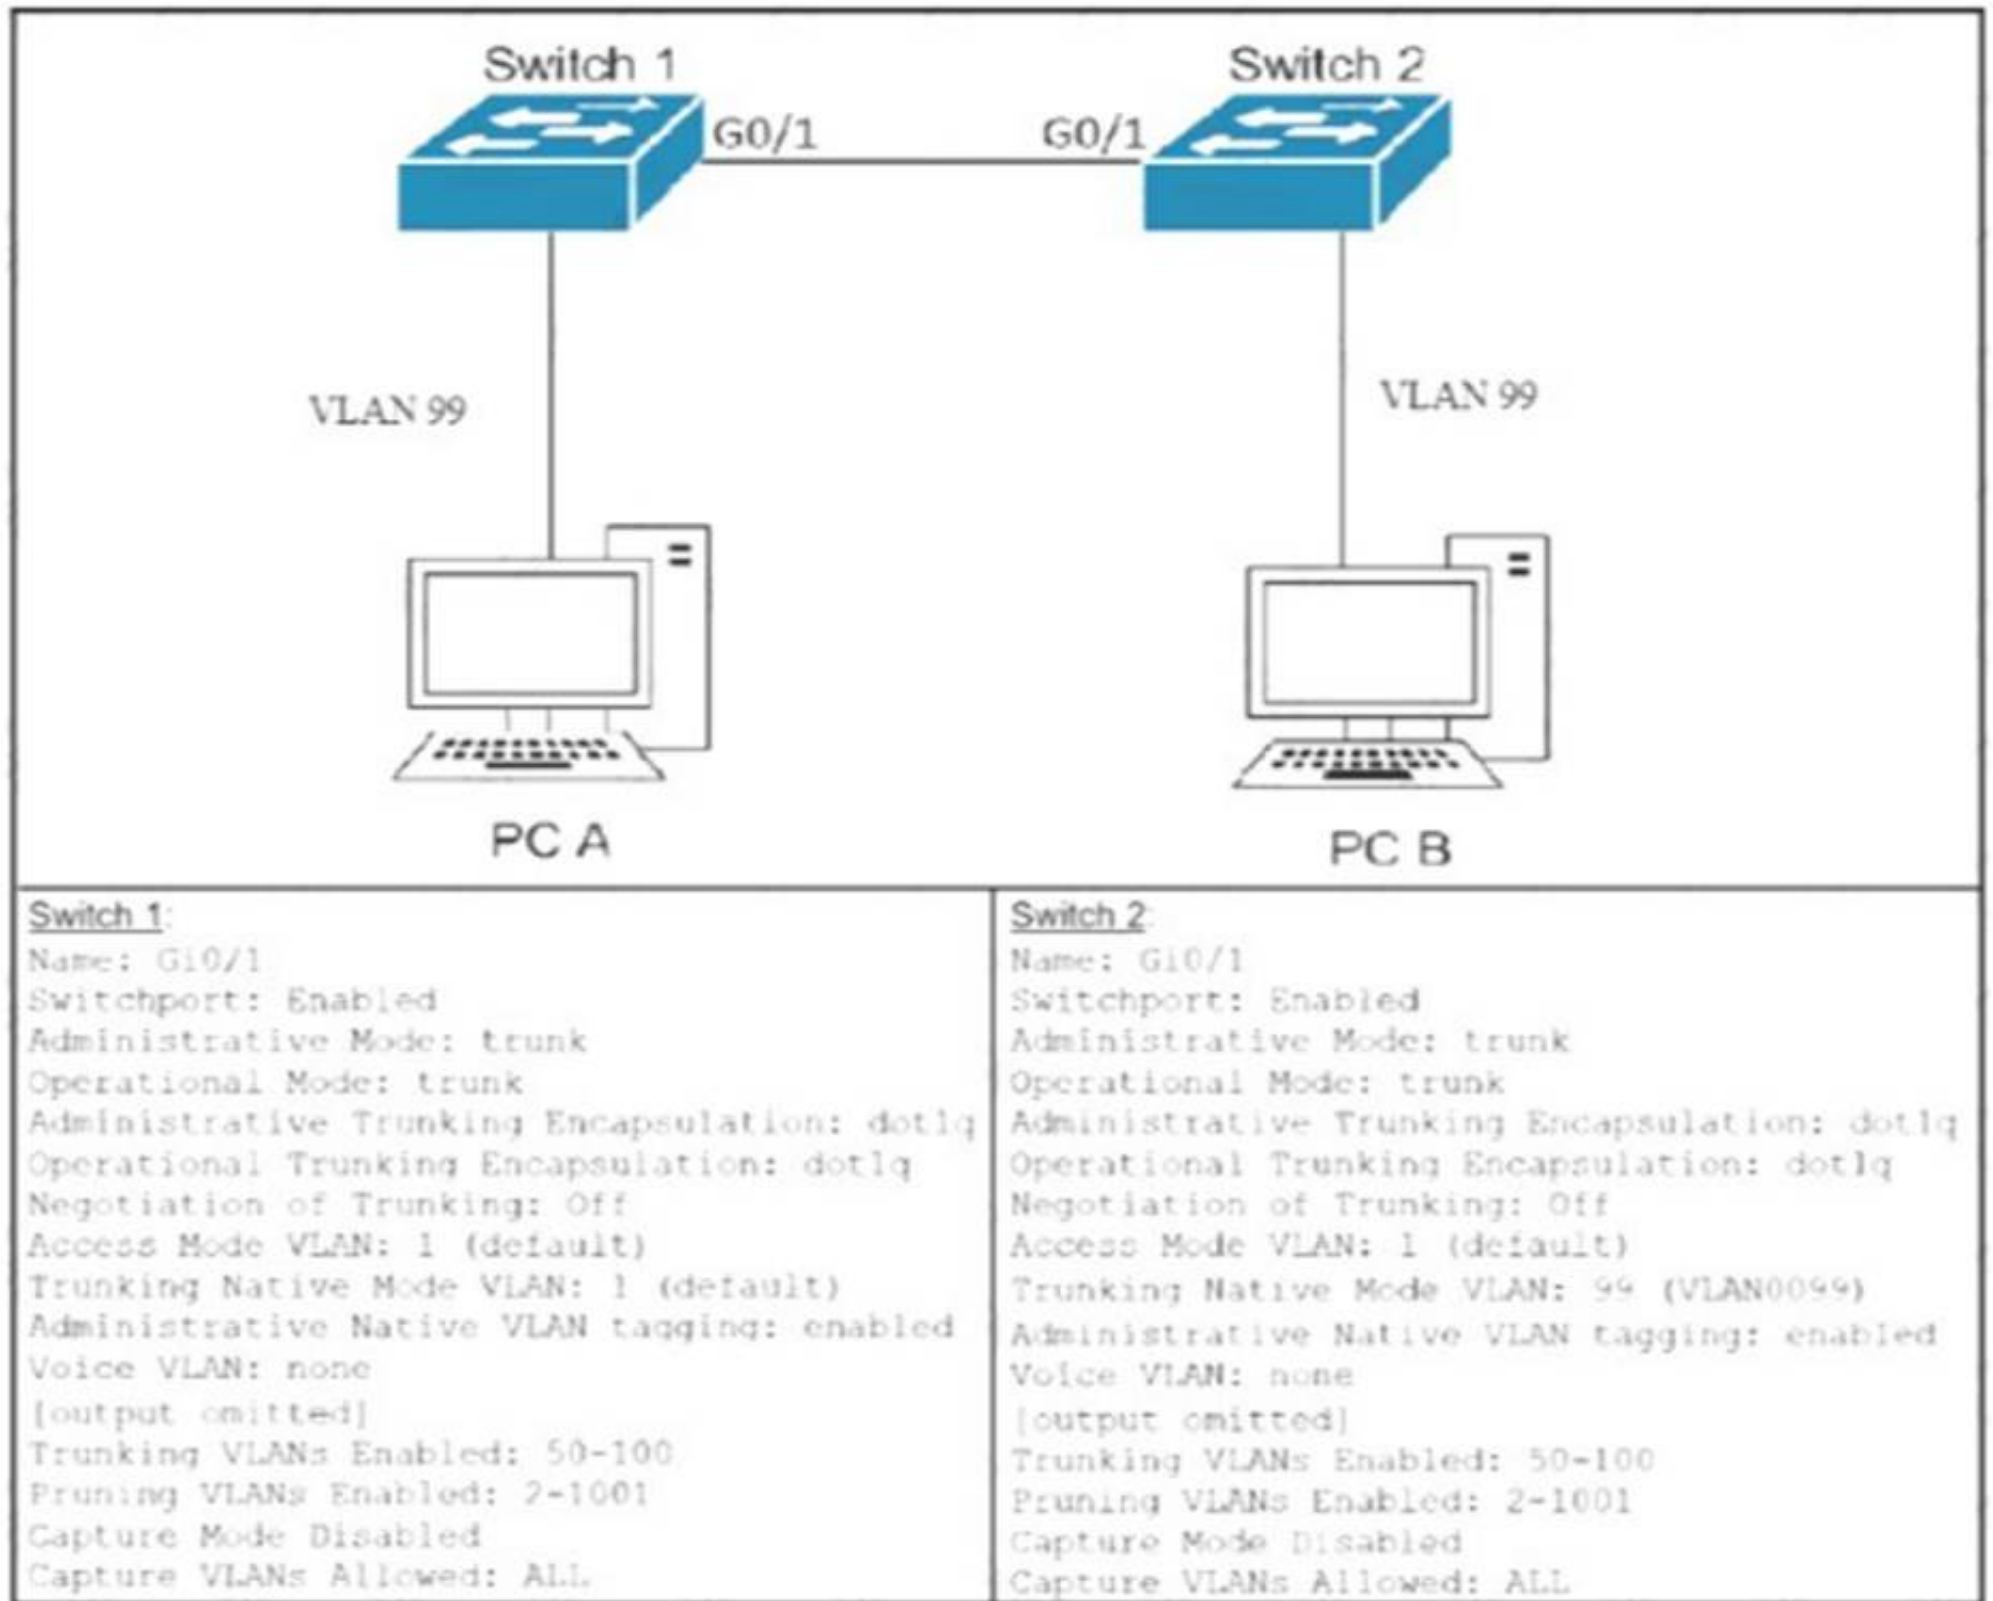 Switch 1
Switch 2
G0/1
G0/1
VLAN 99
VLAN 99
PC A
PC B
Switch 1:
Name: Gi0/1
Switchport: Enabled
Administrative Mode: trunk
Operational Mode: trunk
Administrative Trunking Encapsulation: dot1q
Operational Trunking Encapsulation: dot1q
Negotiation of Trunking: Off
Access Mode VLAN: 1 (default)
Trunking Native Mode VLAN: 1 (default)
Administrative Native VLAN tagging: enabled
Voice VLAN: none
[output omitted]
Trunking VLANs Enabled: 50-100
Pruning VLANs Enabled: 2-1001
Capture Mode Disabled
Capture VLANs Allowed: ALL
Switch 2:
Name: Gi0/1
Switchport: Enabled
Administrative Mode: trunk
Operational Mode: trunk
Administrative Trunking Encapsulation: dot1q
Operational Trunking Encapsulation: dot1q
Negotiation of Trunking: Off
Access Mode VLAN: 1 (default)
Trunking Native Mode VLAN: 99 (VLAN0099)
Administrative Native VLAN tagging: enabled
Voice VLAN: none
[output omitted]
Trunking VLANs Enabled: 50-100
Pruning VLANs Enabled: 2-1001
Capture Mode Disabled
Capture VLANs Allowed: ALL